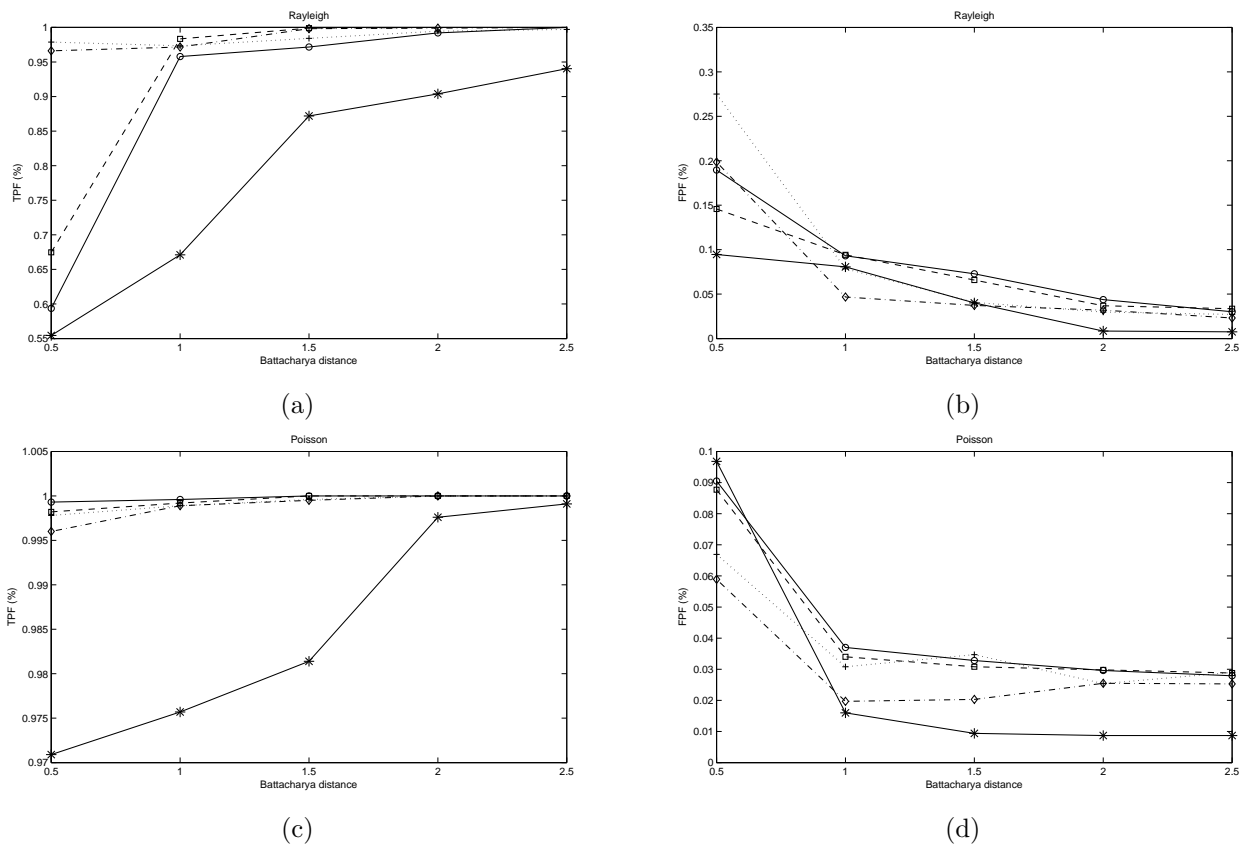 Rayleigh
1
0.95
0.9
0.85
0.8
0.75
0.7
0.65
0.6
0.55
TPF (%)
0.5 1 1.5 2 2.5
Battacharya distance
(a)
Rayleigh
0.35
0.3
0.25
0.2
0.15
0.1
0.05
0
FPF (%)
0.5 1 1.5 2 2.5
Battacharya distance
(b)
Poisson
1.005
1
0.995
0.99
0.985
0.98
0.975
0.97
TPF (%)
0.5 1 1.5 2 2.5
Battacharya distance
(c)
Poisson
0.1
0.09
0.08
0.07
0.06
0.05
0.04
0.03
0.02
0.01
0
FPF (%)
0.5 1 1.5 2 2.5
Battacharya distance
(d)